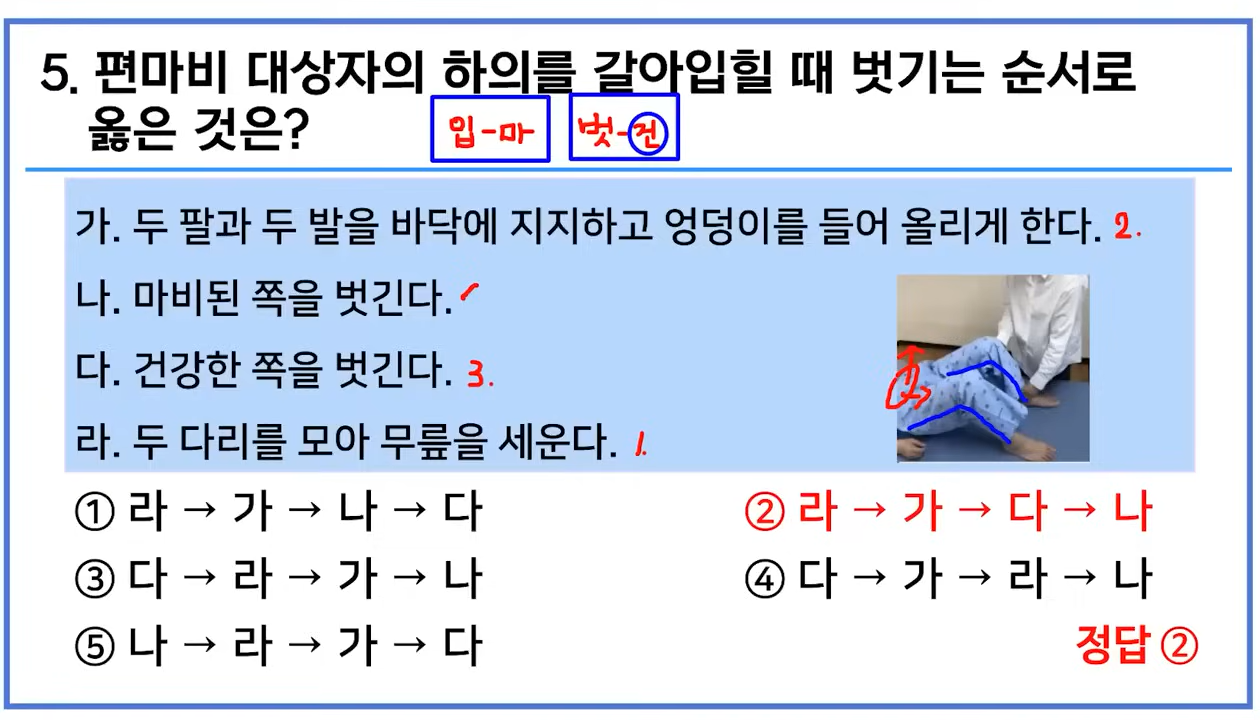 5. 편마비 대상자의 하의를 갈아입힐 때 벗기는 순서로
옳은 것은?
입-마 벗-건
가. 두 팔과 두 발을 바닥에 지지하고 엉덩이를 들어 올리게 한다. 2.
나. 마비된 쪽을 벗긴다.
다. 건강한 쪽을 벗긴다. 3.
라. 두 다리를 모아 무릎을 세운다. 1.
① 라 → 가 → 나 → 다
② 라 → 가 → 다 → 나
③ 다 → 라 → 가 → 나
④ 다 → 가 → 라 → 나
⑤ 나 → 라 → 가 → 다
정답 ②